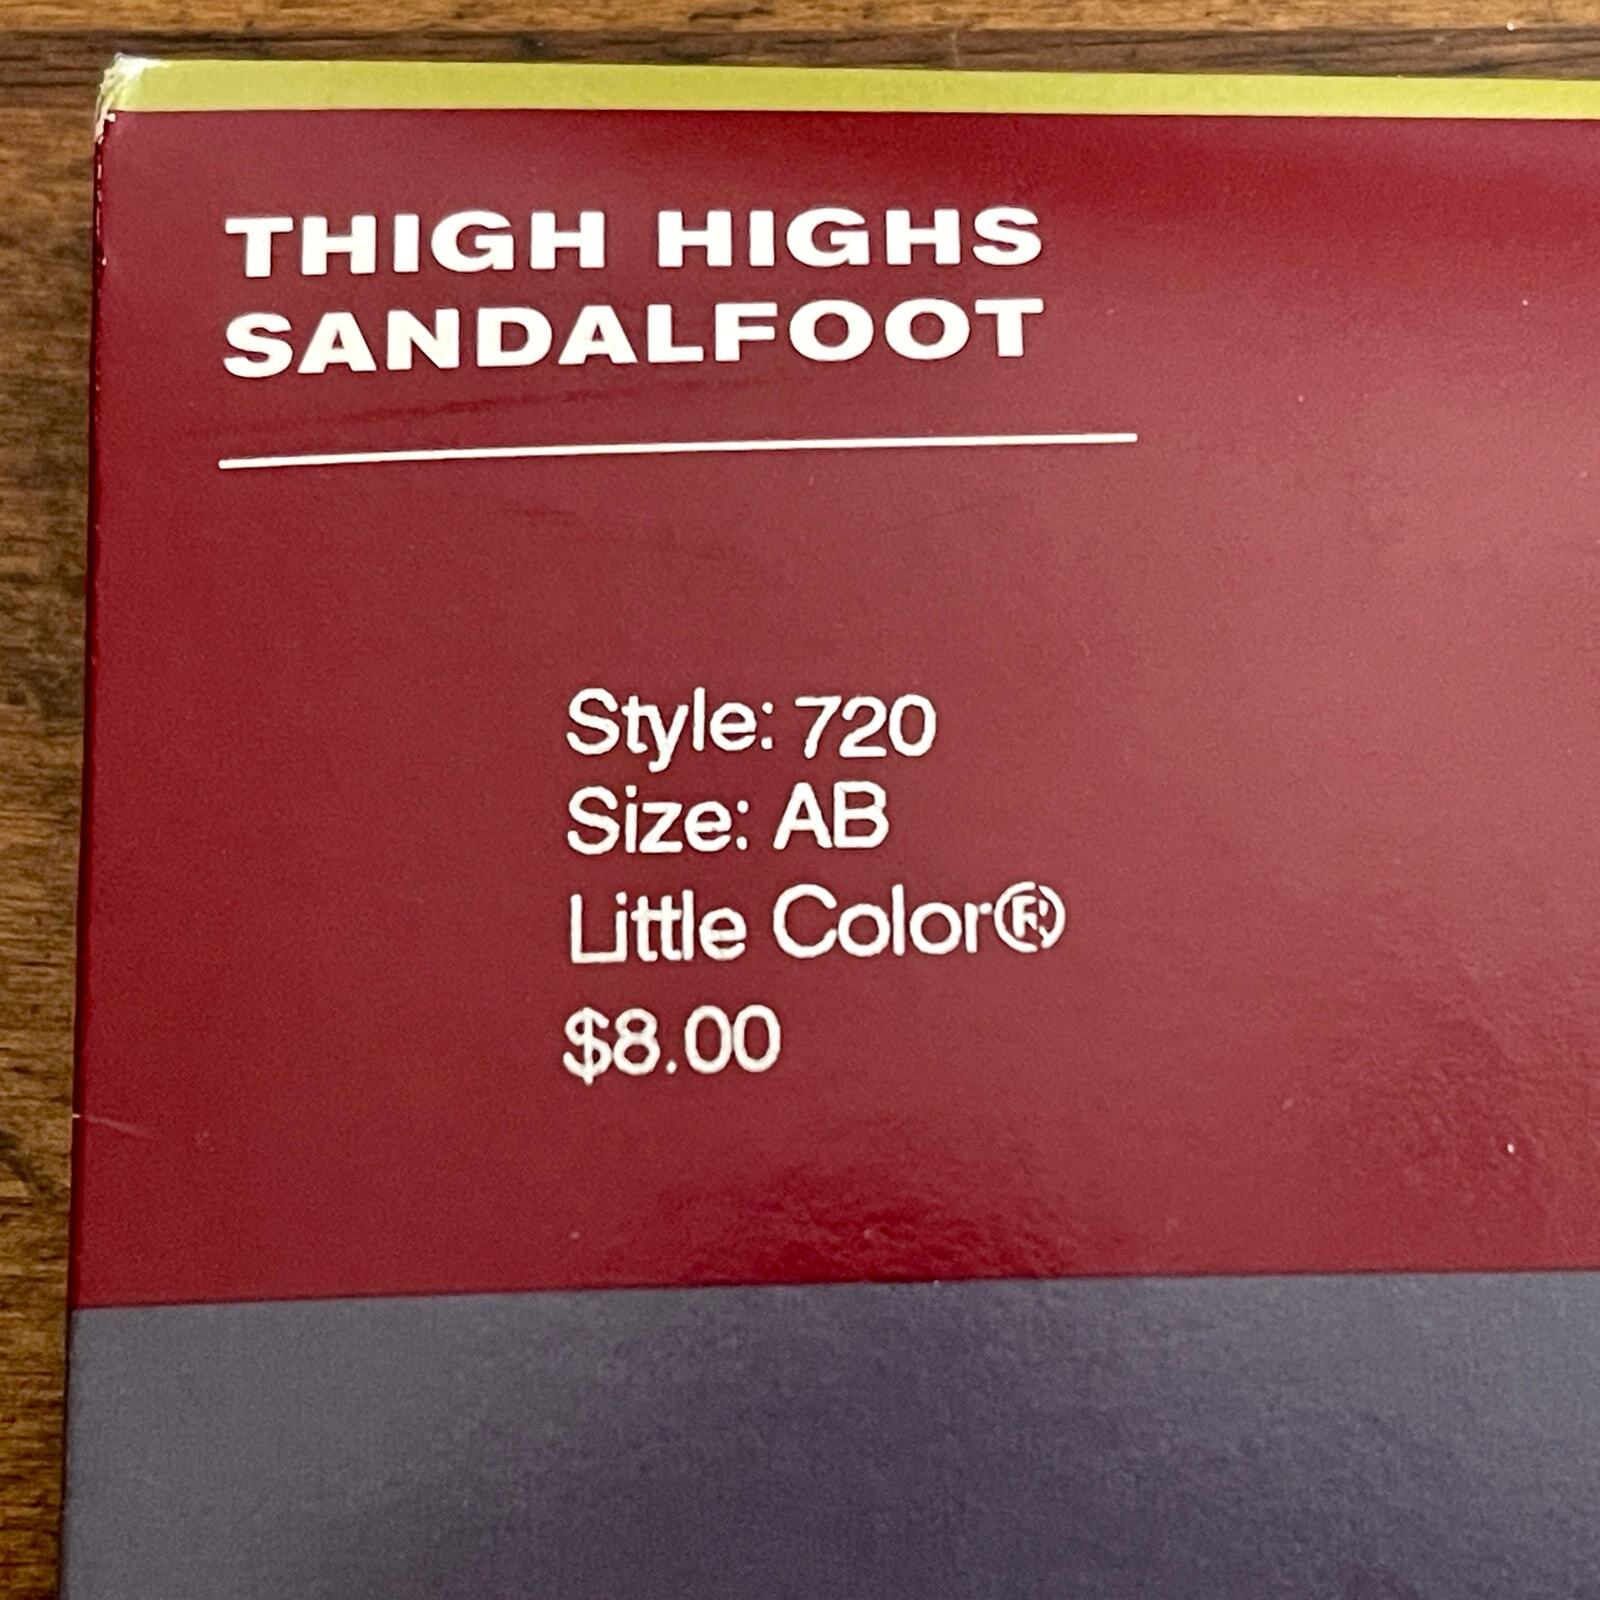 THIGH HIGHS
SANDALFOOT
Style: 720
Size: AB
Little Color®
$8.00